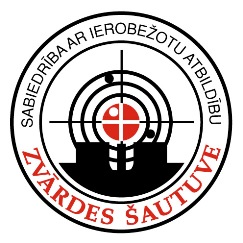 SABIEDRĪBA AR IEROBEŽOTU ATBILDĪBU
ZVĀRDES ŠAUTUVE